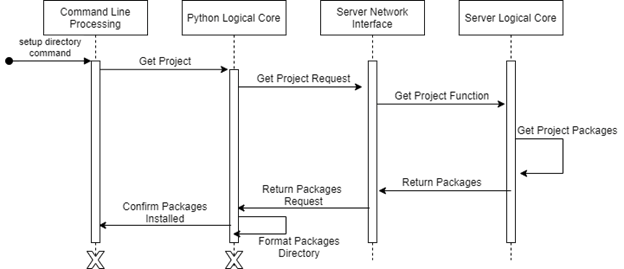 Command Line
Processing
Python Logical Core
Server Network
Interface
Server Logical Core
setup directory
command
Get Project
Get Project Request
Get Project Function
Get Project Packages
Return Packages
Return Packages
Request
Confirm Packages
Installed
Format Packages
Directory